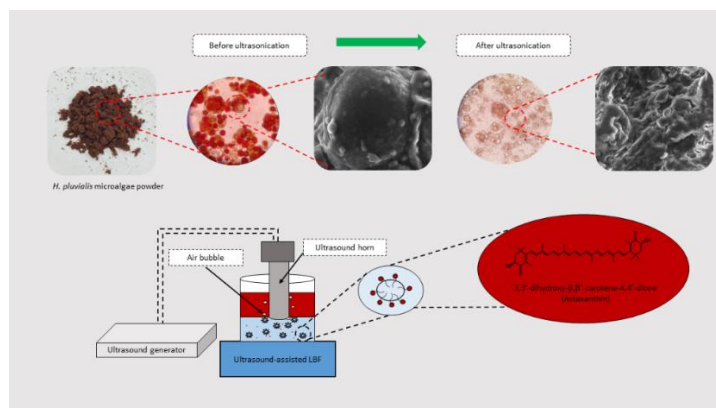 Before ultrasonication
After ultrasonication
H. pluvialis microalgae powder
Ultrasound horn
Air bubble
3,3'-dihydroxy-β,β'-carotene-4,4'-dione
(Astaxanthin)
Ultrasound generator
Ultrasound-assisted LBF